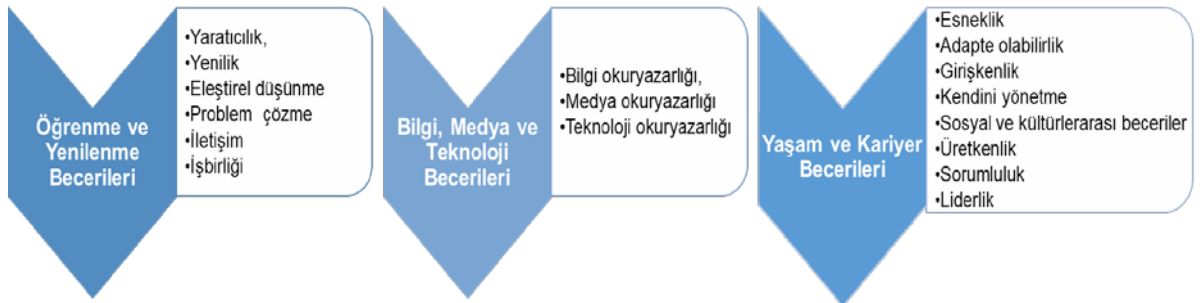 Öğrenme ve
Yenilenme
Becerileri
•Yaratıcılık,
•Yenilik
•Eleştirel düşünme
•Problem çözme
•İletişim
•İşbirliği
Bilgi, Medya ve
Teknoloji
Becerileri
•Bilgi okuryazarlığı,
•Medya okuryazarlığı
•Teknoloji okuryazarlığı
Yaşam ve Kariyer
Becerileri
•Esneklik
•Adapte olabilirlik
•Girişkenlik
•Kendini yönetme
•Sosyal ve kültürlerarası beceriler
•Üretkenlik
•Sorumluluk
•Liderlik